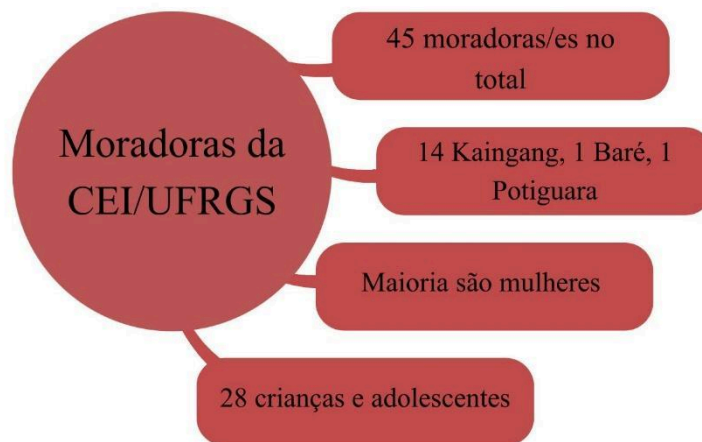 Moradoras da
CEI/UFRGS
45 moradoras/es no
total
14 Kaingang, 1 Baré, 1
Potiguara
Maioria são mulheres
28 crianças e adolescentes